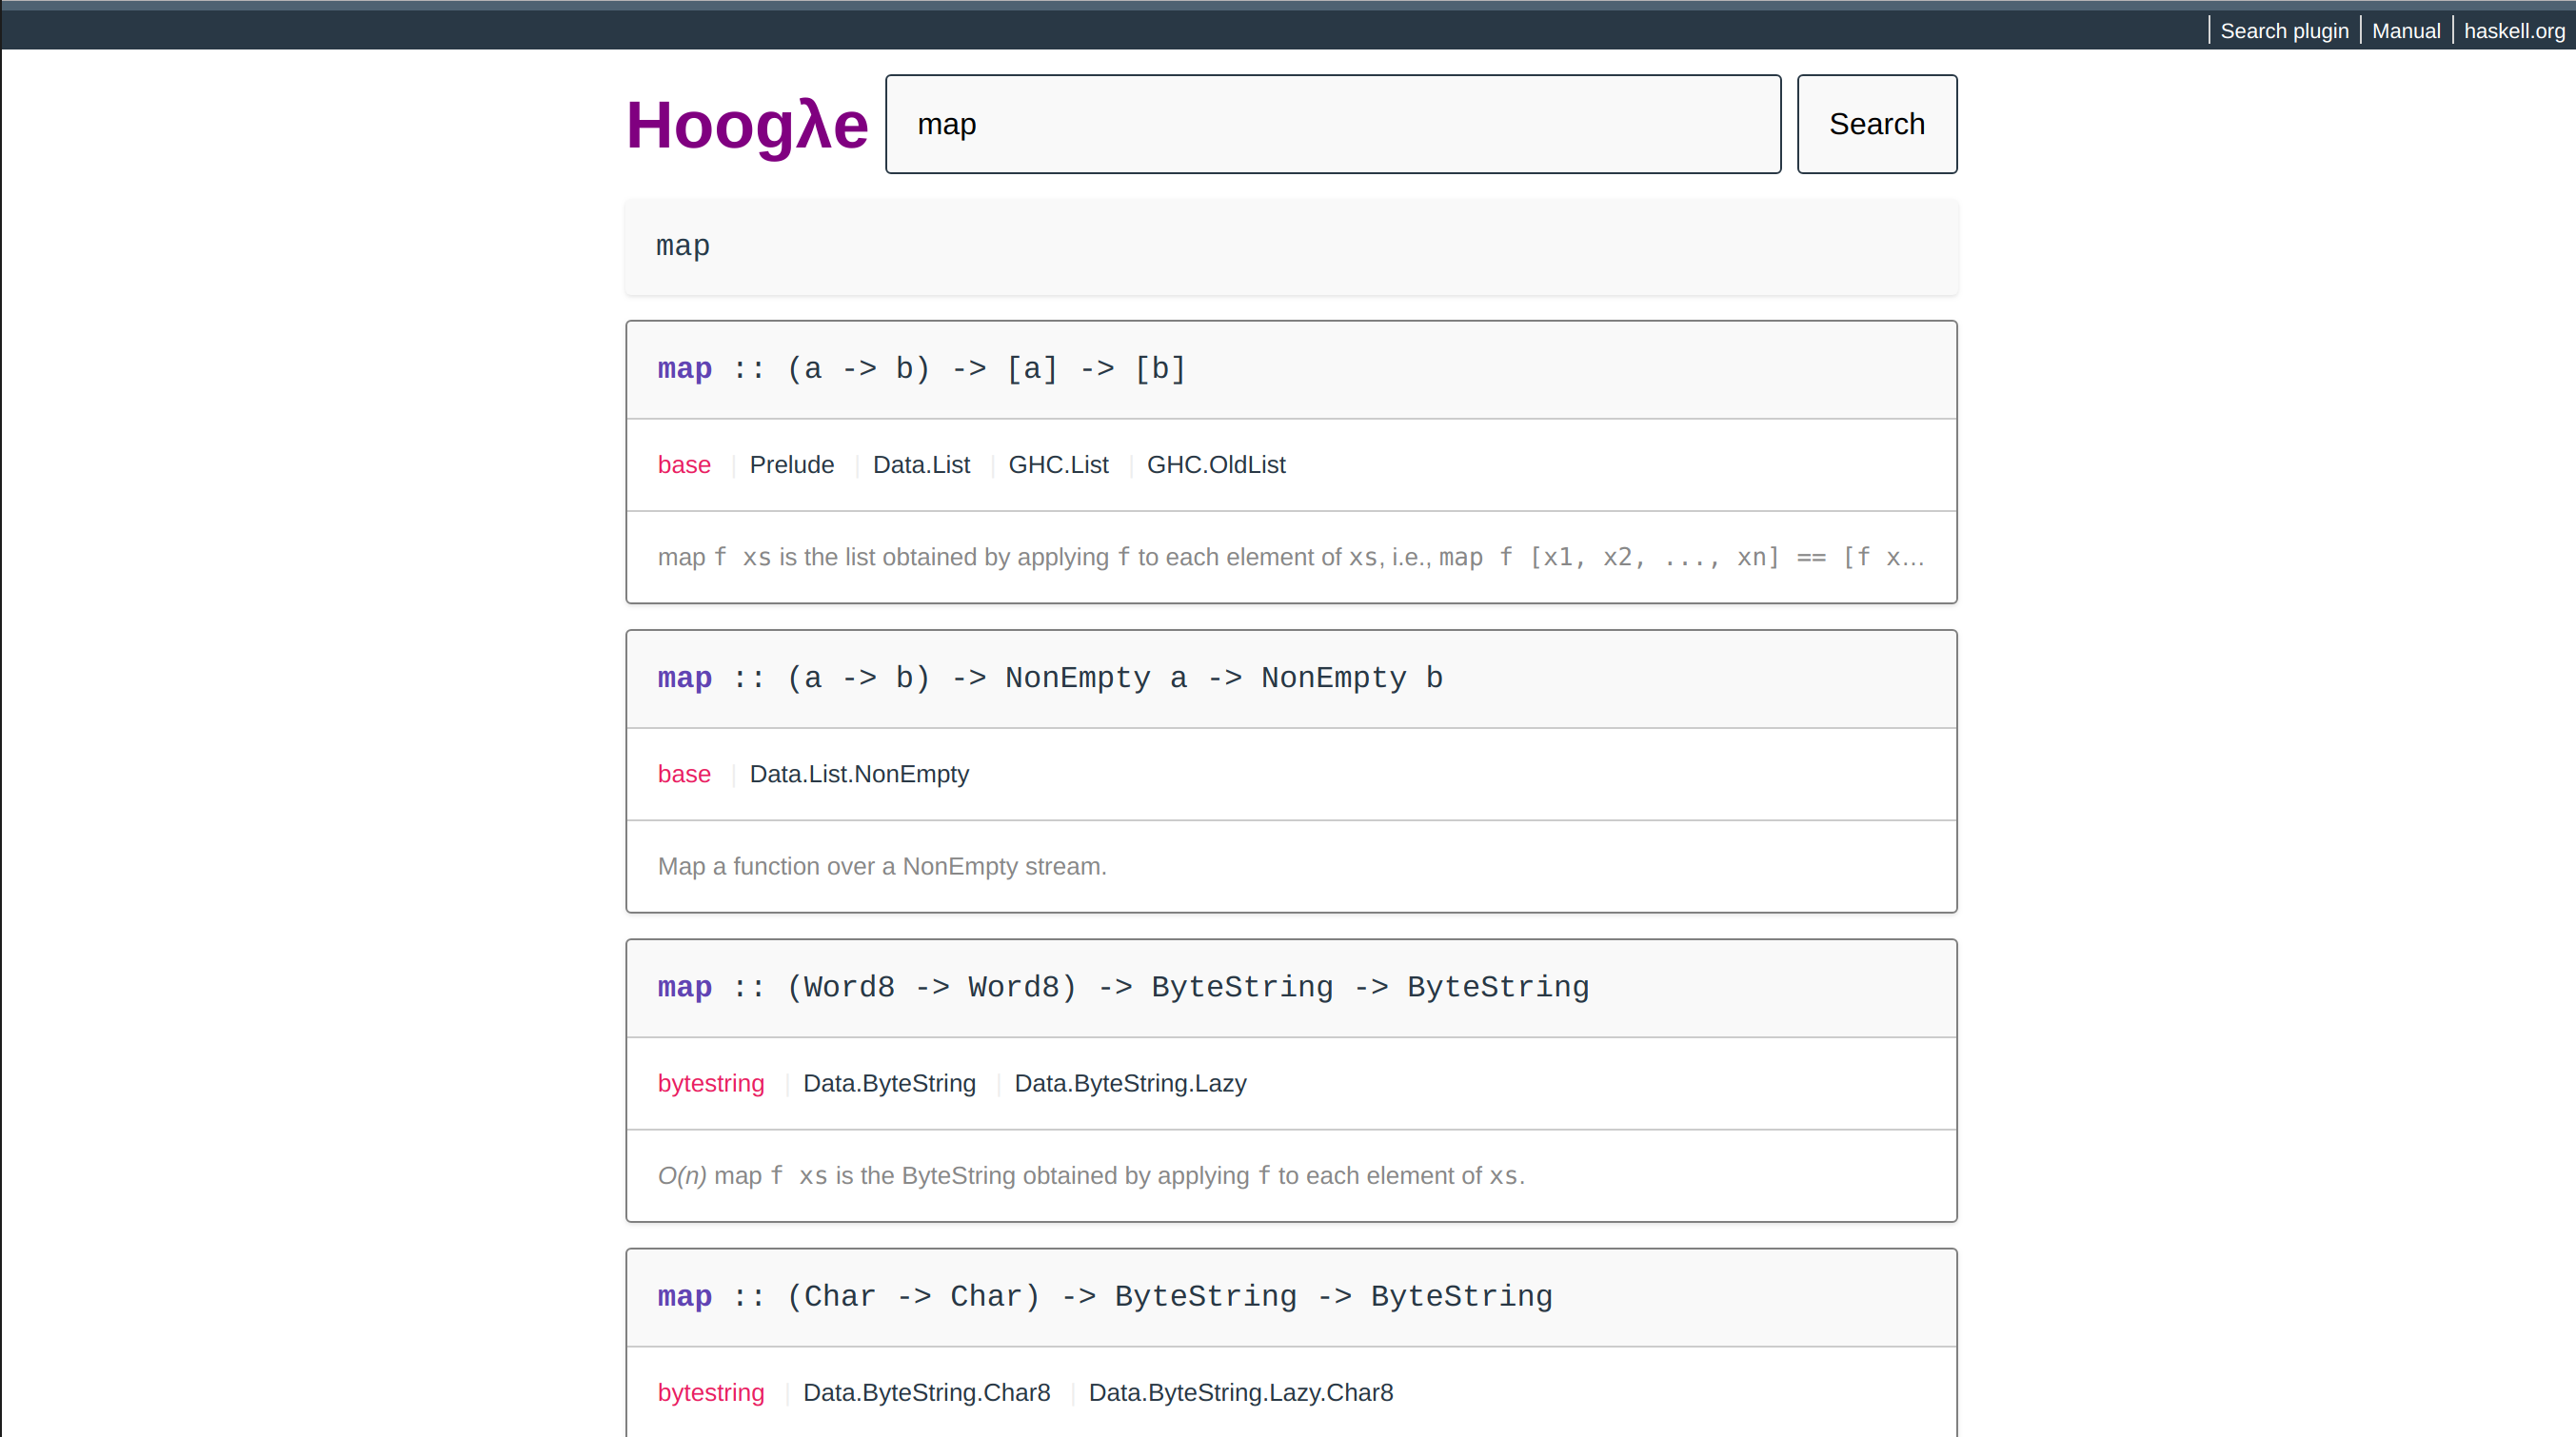 Search plugin | Manual | haskell.org
Hoogλe map Search
map
map :: (a -> b) -> [a] -> [b]
base | Prelude | Data.List | GHC.List | GHC.OldList
map f xs is the list obtained by applying f to each element of xs, i.e., map f [x1, x2, ..., xn] == [f x…
map :: (a -> b) -> NonEmpty a -> NonEmpty b
base | Data.List.NonEmpty
Map a function over a NonEmpty stream.
map :: (Word8 -> Word8) -> ByteString -> ByteString
bytestring | Data.ByteString | Data.ByteString.Lazy
O(n) map f xs is the ByteString obtained by applying f to each element of xs.
map :: (Char -> Char) -> ByteString -> ByteString
bytestring | Data.ByteString.Char8 | Data.ByteString.Lazy.Char8